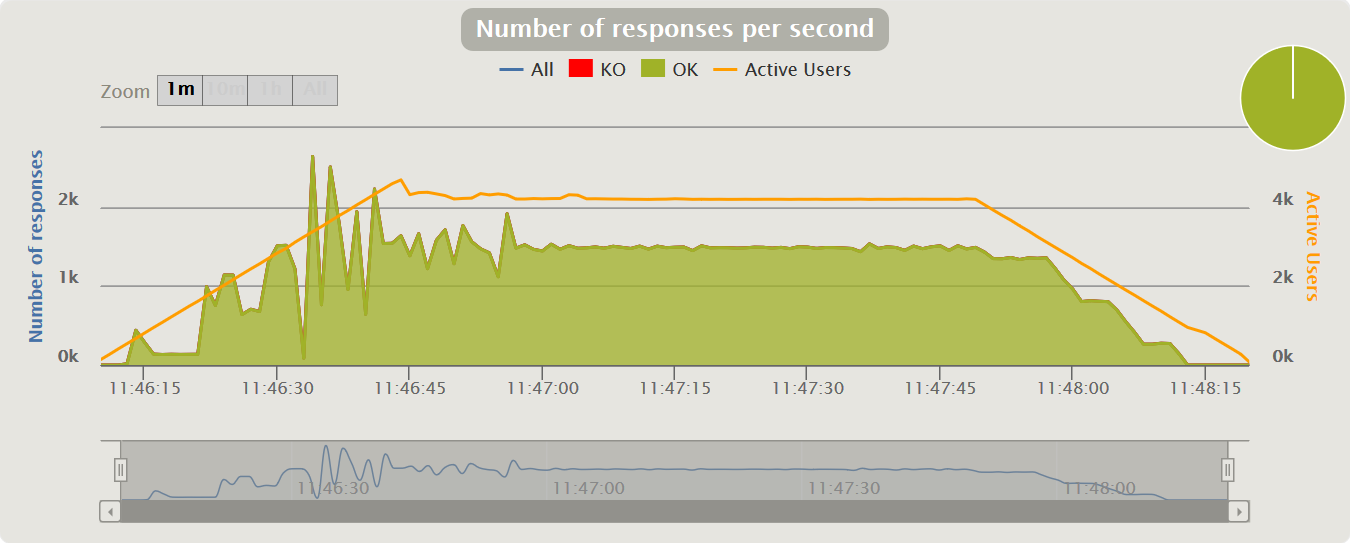 Number of responses per second
All KO OK Active Users
Zoom 1m 10m 1h All
Number of responses
2k
1k
0k
4k
2k
0k
Active Users
11:46:15 11:46:30 11:46:45 11:47:00 11:47:15 11:47:30 11:47:45 11:48:00 11:48:15
11:46:30 11:47:00 11:47:30 11:48:00